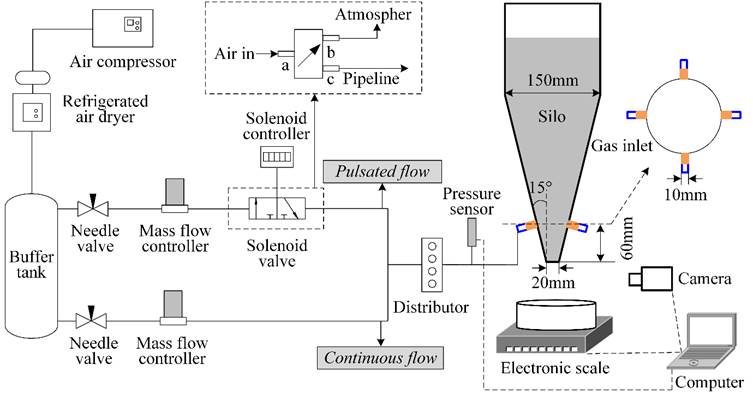 Air compressor
Refrigerated
air dryer
Buffer
tank
Needle
valve
Mass flow
controller
Needle
valve
Mass flow
controller
Solenoid
controller
Solenoid
valve
Air in
a
b
c
Atmospher
Pipeline
Pulsated flow
Continuous flow
Pressure
sensor
Distributor
150mm
Silo
15°
60mm
20mm
Gas inlet
10mm
Electronic scale
Camera
Computer